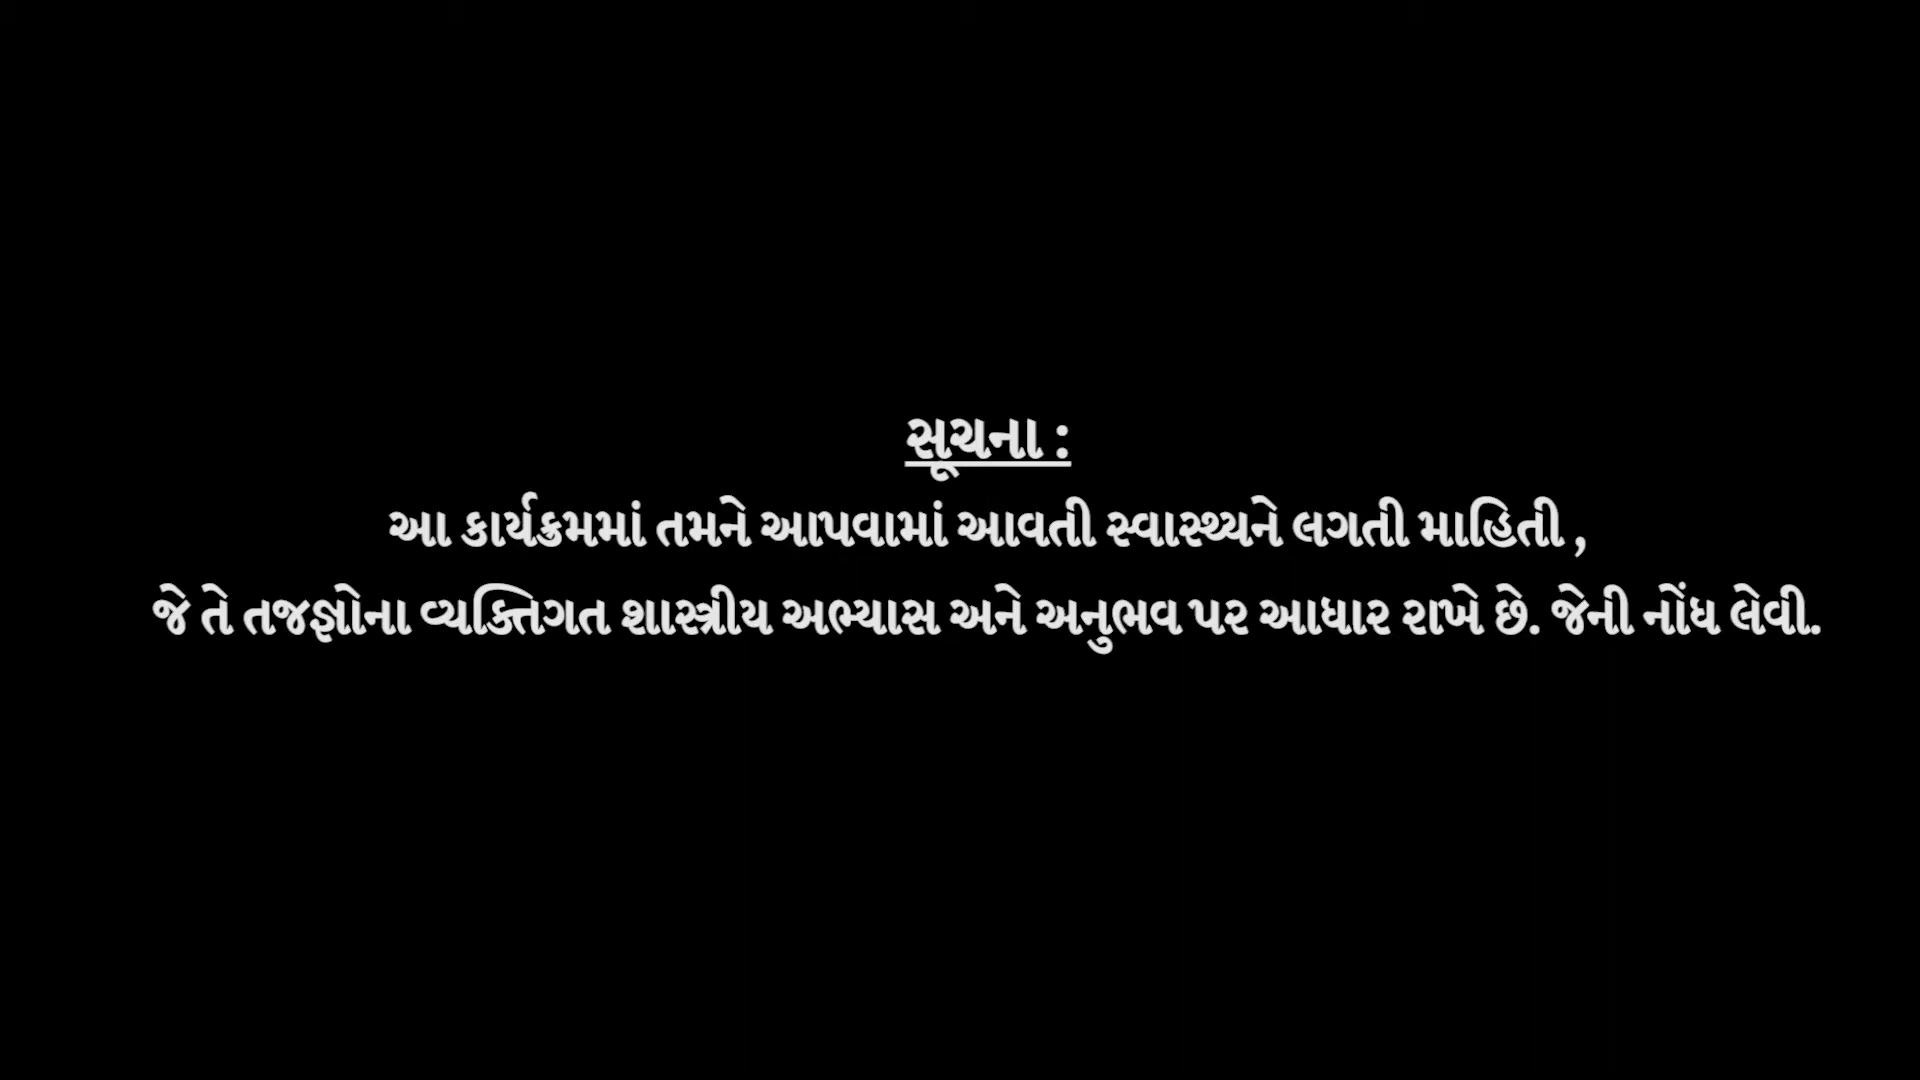 સૂચના :
આ કાર્યક્રમમાં તમને આપવામાં આવતી સ્વાસ્થ્યને લગતી માહિતી ,
જે તે તજજ્ઞોના વ્યક્તિગત શાસ્ત્રીય અભ્યાસ અને અનુભવ પર આધાર રાખે છે. જેની નોંધ લેવી.